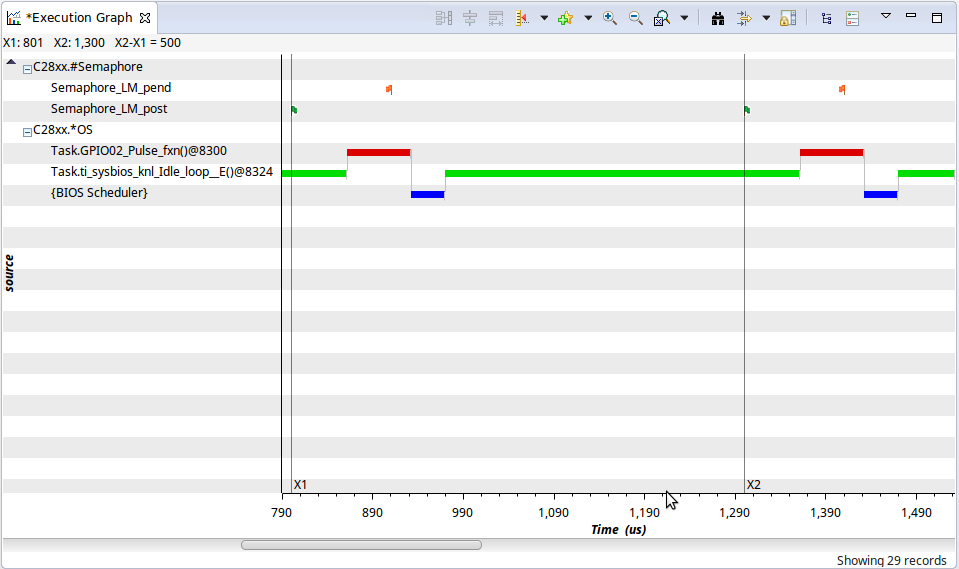 *Execution Graph
X1: 801 X2: 1,300 X2-X1 = 500
C28xx.#Semaphore
Semaphore_LM_pend
Semaphore_LM_post
C28xx.*OS
Task.GPIO02_Pulse_fxn()@8300
Task.ti_sysbios_knl_Idle_loop__E()@8324
{BIOS Scheduler}
source
X1 X2
790 890 990 1,090 1,190 1,290 1,390 1,490
Time (us)
Showing 29 records